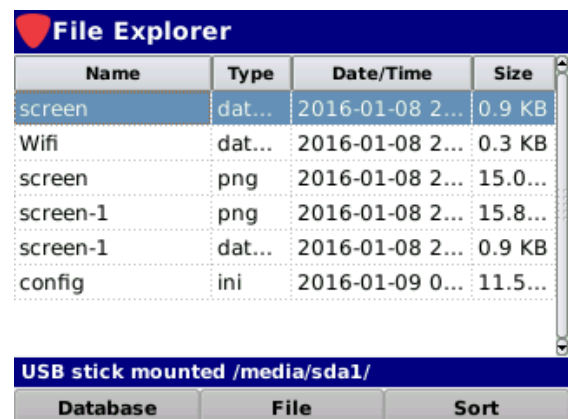 File Explorer
Name Type Date/Time Size
screen dat... 2016-01-08 2... 0.9 KB
Wifi dat... 2016-01-08 2... 0.3 KB
screen png 2016-01-08 2... 15.0...
screen-1 png 2016-01-08 2... 15.8...
screen-1 dat... 2016-01-08 2... 0.9 KB
config ini 2016-01-09 0... 11.5...
USB stick mounted /media/sda1/
Database File Sort